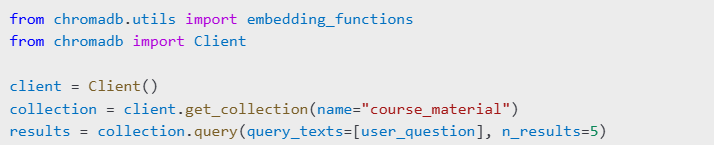 from chromadb.utils import embedding_functions
from chromadb import Client
client = Client()
collection = client.get_collection(name="course_material")
results = collection.query(query_texts=[user_question], n_results=5)